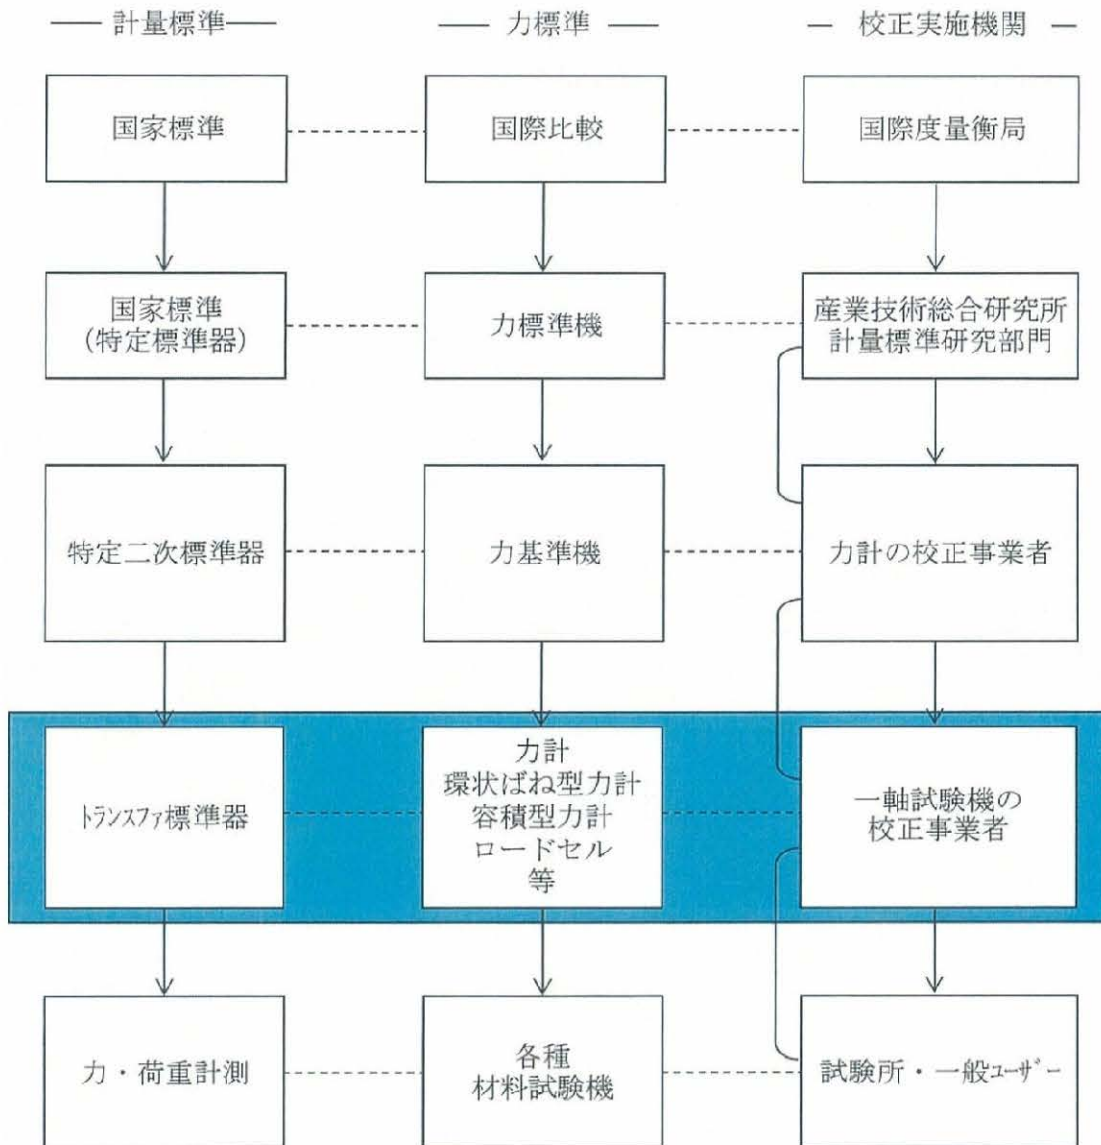 計量標準
力標準
校正実施機関
国家標準
国際比較
国際度量衡局
国家標準
(特定標準器)
力標準機
産業技術総合研究所
計量標準研究部門
特定二次標準器
力基準機
力計の校正事業者
トランスファ標準器
力計
環状ばね型力計
容積型力計
ロードセル
等
一軸試験機の
校正事業者
力・荷重計測
各種
材料試験機
試験所・一般ユーザー